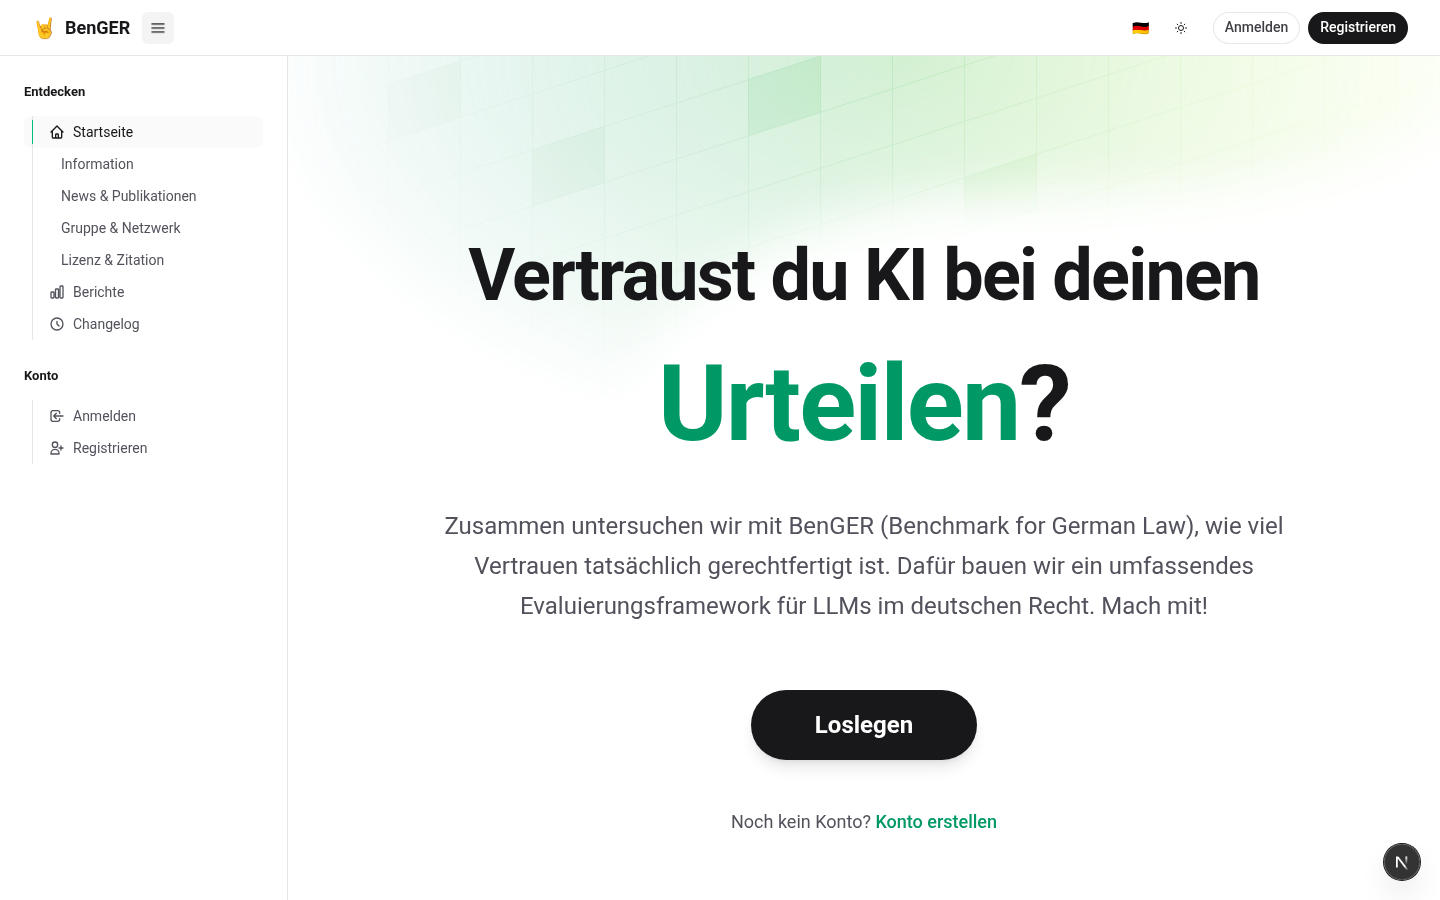 BenGER
Anmelden
Registrieren
Entdecken
Startseite
Information
News & Publikationen
Gruppe & Netzwerk
Lizenz & Zitation
Berichte
Changelog
Konto
Anmelden
Registrieren
Vertraust du KI bei deinen
Urteilen?
Zusammen untersuchen wir mit BenGER (Benchmark for German Law), wie viel
Vertrauen tatsächlich gerechtfertigt ist. Dafür bauen wir ein umfassendes
Evaluierungsframework für LLMs im deutschen Recht. Mach mit!
Loslegen
Noch kein Konto? Konto erstellen
N